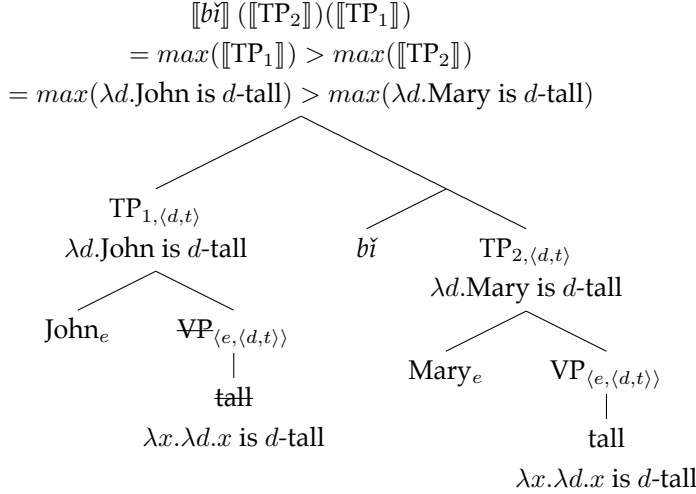 ⟦bǐ⟧ (⟦TP₂⟧)(⟦TP₁⟧)
= max(⟦TP₁⟧) > max(⟦TP₂⟧)
= max(λd.John is d-tall) > max(λd.Mary is d-tall)
TP₁,⟨d,t⟩
λd.John is d-tall
bǐ
TP₂,⟨d,t⟩
λd.Mary is d-tall
Johnₑ
V̶P̶⟨e,⟨d,t⟩⟩
t̶a̶l̶l̶
λx.λd.x is d-tall
Maryₑ
VP⟨e,⟨d,t⟩⟩
tall
λx.λd.x is d-tall